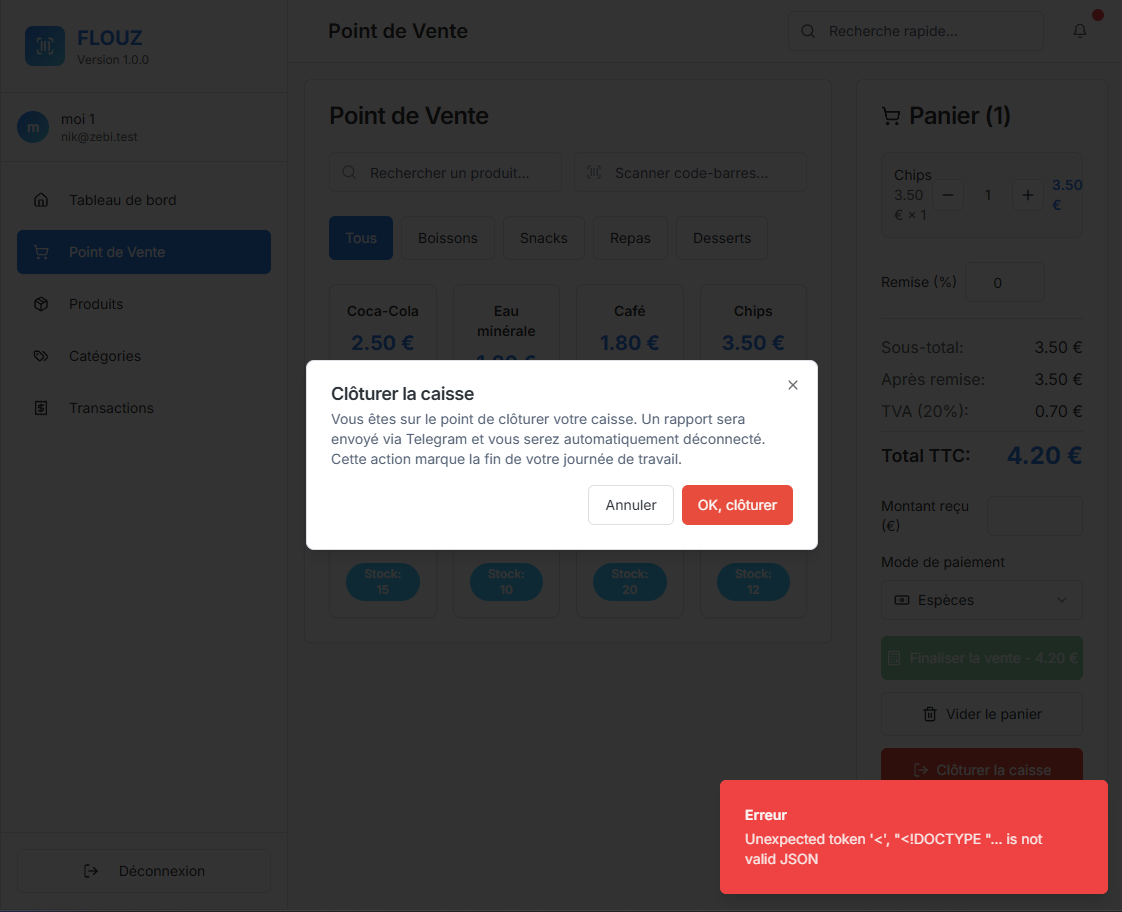 FLOUZ
Version 1.0.0
m
moi 1
nik@zebi.test
Tableau de bord
Point de Vente
Produits
Catégories
Transactions
Déconnexion
Point de Vente
Recherche rapide...
Point de Vente
Rechercher un produit...
Scanner code-barres...
Tous
Boissons
Snacks
Repas
Desserts
Coca-Cola
2.50 €
Eau
minérale
Café
1.80 €
Chips
3.50 €
Clôturer la caisse
Vous êtes sur le point de clôturer votre caisse. Un rapport sera
envoyé via Telegram et vous serez automatiquement déconnecté.
Cette action marque la fin de votre journée de travail.
Annuler
OK, clôturer
Stock:
15
Stock:
10
Stock:
20
Stock:
12
Panier (1)
Chips
3.50
€ × 1
1
3.50
€
Remise (%)
0
Sous-total:
3.50 €
Après remise:
3.50 €
TVA (20%):
0.70 €
Total TTC:
4.20 €
Montant reçu
(€)
Mode de paiement
Espèces
Finaliser la vente - 4.20 €
Vider le panier
Clôturer la caisse
Erreur
Unexpected token '<', "<!DOCTYPE "... is not
valid JSON